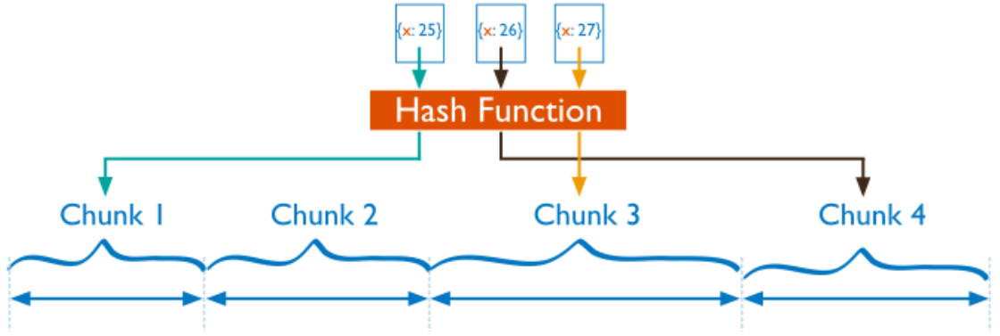 {x: 25} {x: 26} {x: 27}
Hash Function
Chunk 1 Chunk 2 Chunk 3 Chunk 4